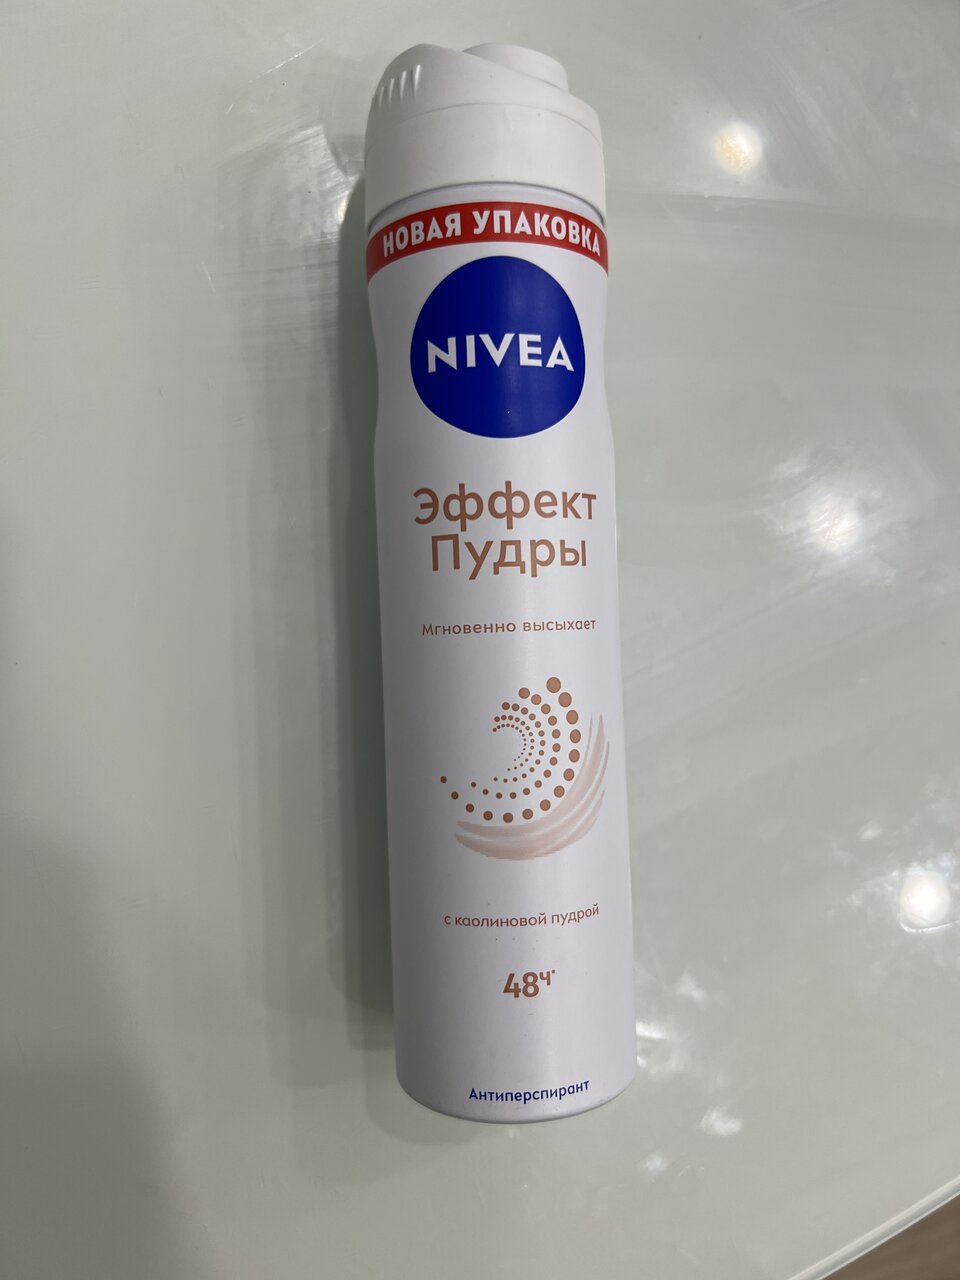 НОВАЯ УПАКОВКА
NIVEA
Эффект
Пудры
Мгновенно высыхает
с каолиновой пудрой
48ч*
Антиперспирант